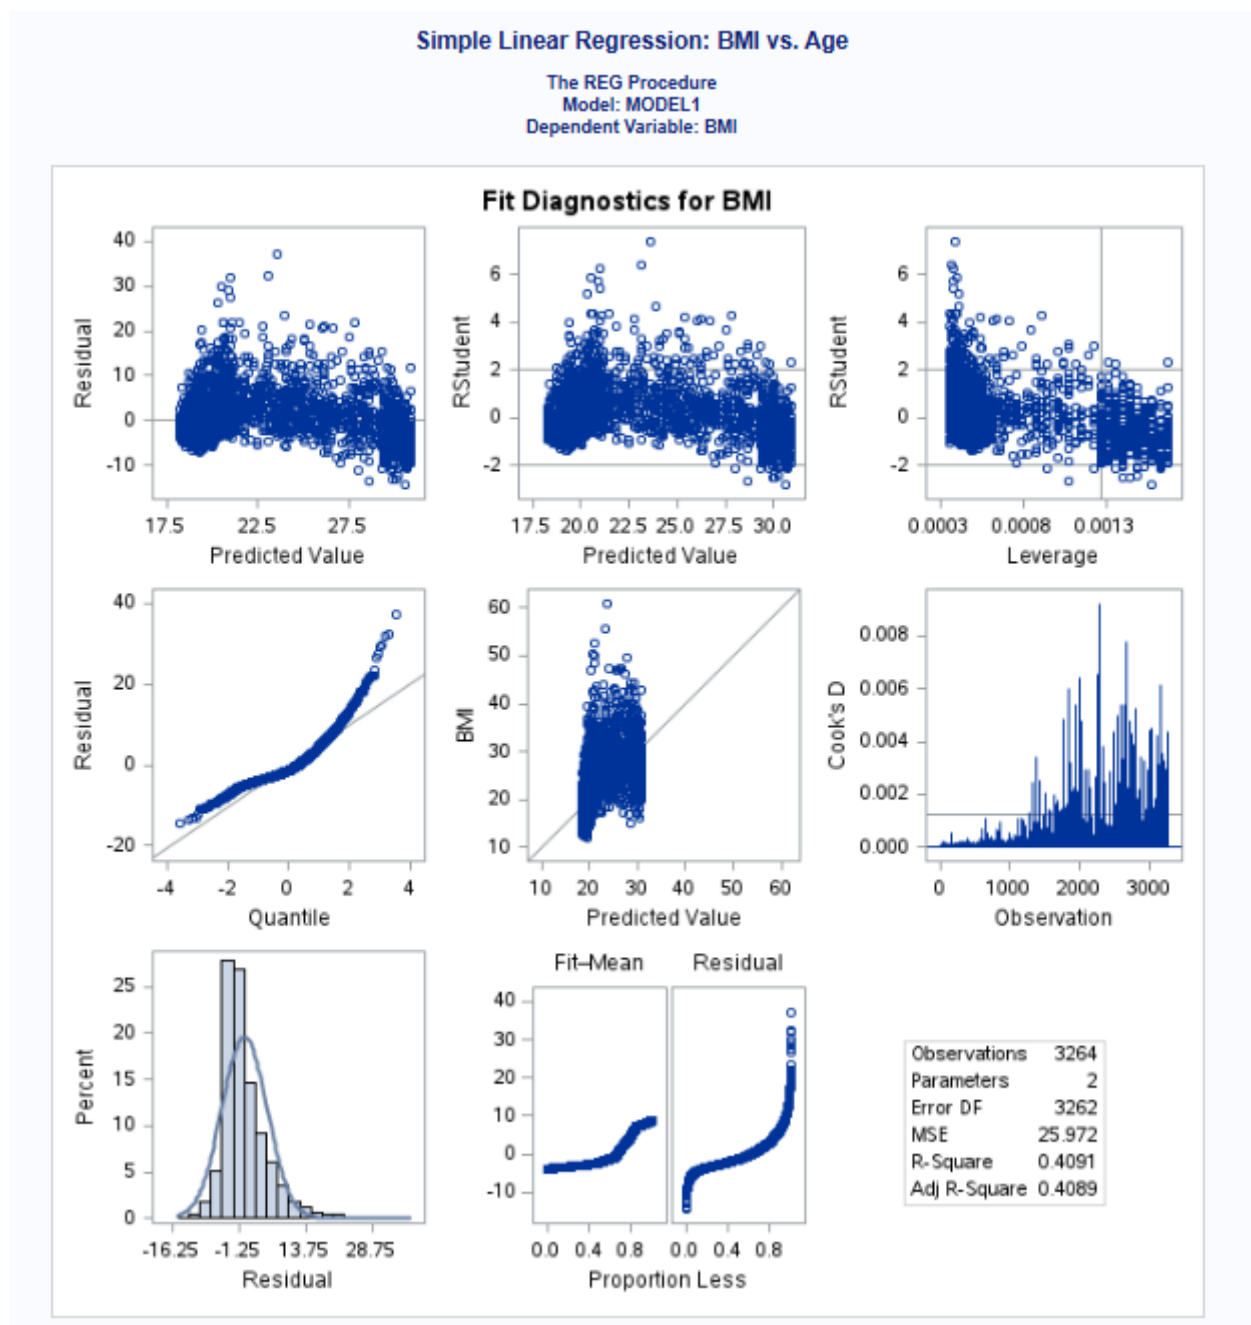 Simple Linear Regression: BMI vs. Age
The REG Procedure
Model: MODEL1
Dependent Variable: BMI
Fit Diagnostics for BMI
Residual
40
30
20
10
0
-10
17.5 22.5 27.5
Predicted Value
RStudent
6
4
2
0
-2
17.5 20.0 22.5 25.0 27.5 30.0
Predicted Value
RStudent
6
4
2
0
-2
0.0003 0.0008 0.0013
Leverage
Residual
40
20
0
-20
-4 -2 0 2 4
Quantile
BMI
60
50
40
30
20
10
10 20 30 40 50 60
Predicted Value
Cook's D
0.008
0.006
0.004
0.002
0.000
0 1000 2000 3000
Observation
Percent
25
20
15
10
5
0
-16.25 -1.25 13.75 28.75
Residual
Fit–Mean Residual
40
30
20
10
0
-10
0.0 0.4 0.8 0.0 0.4 0.8
Proportion Less
Observations 3264
Parameters 2
Error DF 3262
MSE 25.972
R-Square 0.4091
Adj R-Square 0.4089